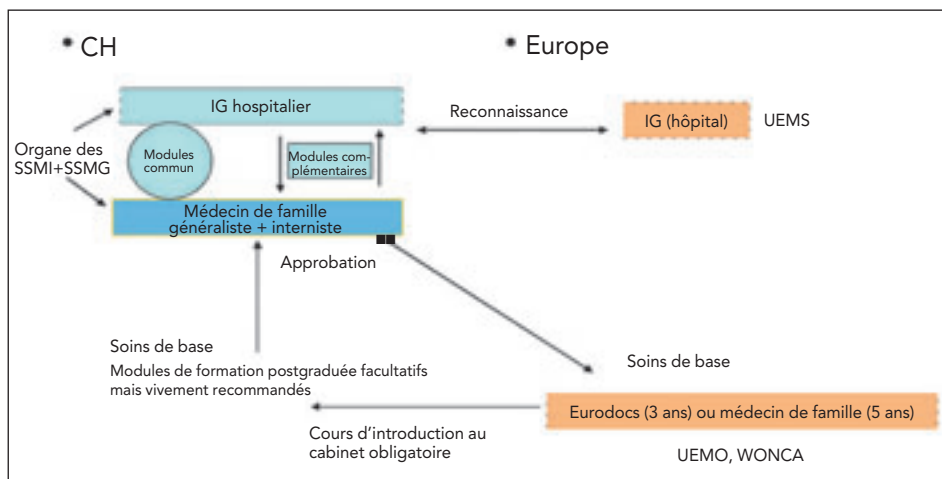 • CH
• Europe
IG hospitalier
Reconnaissance
IG (hôpital)
UEMS
Organe des
SSMI+SSMG
Modules
commun
Modules com-
plémentaires
Médecin de famille
généraliste + interniste
Approbation
Soins de base
Modules de formation postgraduée facultatifs
mais vivement recommandés
Soins de base
Eurodocs (3 ans) ou médecin de famille (5 ans)
Cours d’introduction au
cabinet obligatoire
UEMO, WONCA